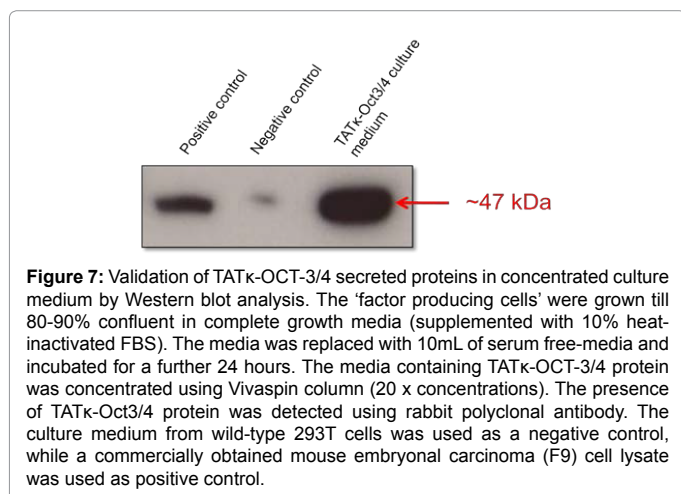 Positive control
Negative control
TATκ-Oct3/4 culture
medium
~47 kDa
Figure 7: Validation of TATκ-OCT-3/4 secreted proteins in concentrated culture
medium by Western blot analysis. The ‘factor producing cells’ were grown till
80-90% confluent in complete growth media (supplemented with 10% heat-
inactivated FBS). The media was replaced with 10mL of serum free-media and
incubated for a further 24 hours. The media containing TATκ-OCT-3/4 protein
was concentrated using Vivaspin column (20 x concentrations). The presence
of TATκ-Oct3/4 protein was detected using rabbit polyclonal antibody. The
culture medium from wild-type 293T cells was used as a negative control,
while a commercially obtained mouse embryonal carcinoma (F9) cell lysate
was used as positive control.